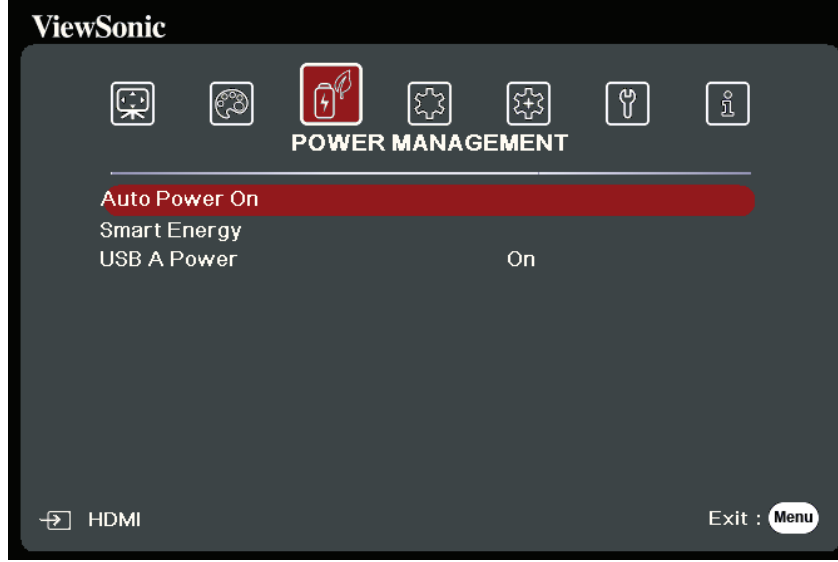 ViewSonic
POWER MANAGEMENT
Auto Power On
Smart Energy
USB A Power On
HDMI
Exit : Menu